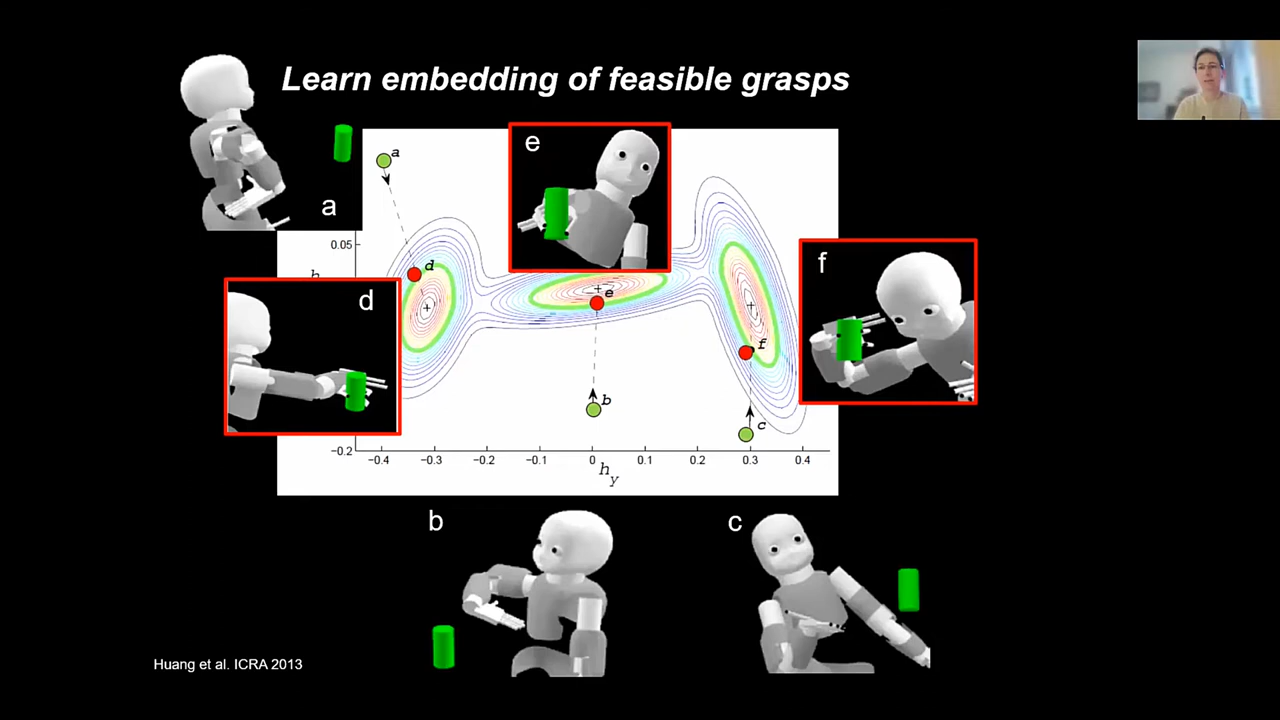 Learn embedding of feasible grasps
a
a
e
0.05
d
d
e
f
f
b
c
−0.2
−0.4
−0.3
−0.2
−0.1
0
0.1
0.2
0.3
0.4
h
y
b
c
Huang et al. ICRA 2013